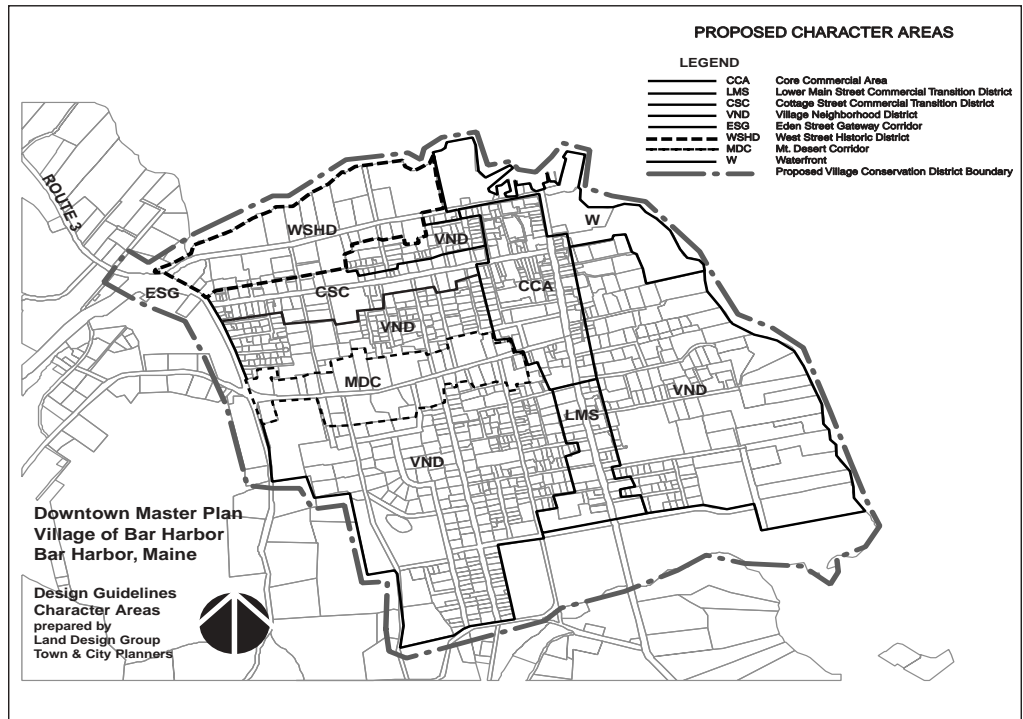 PROPOSED CHARACTER AREAS
LEGEND
CCA Core Commercial Area
LMS Lower Main Street Commercial Transition District
CSC Cottage Street Commercial Transition District
VND Village Neighborhood District
ESG Eden Street Gateway Corridor
WSHD West Street Historic District
MDC Mt. Desert Corridor
W Waterfront
Proposed Village Conservation District Boundary
ROUTE 3
WSHD
W
VND
ESG
CSC
CCA
VND
MDC
VND
LMS
VND
Downtown Master Plan
Village of Bar Harbor
Bar Harbor, Maine
Design Guidelines
Character Areas
prepared by
Land Design Group
Town & City Planners